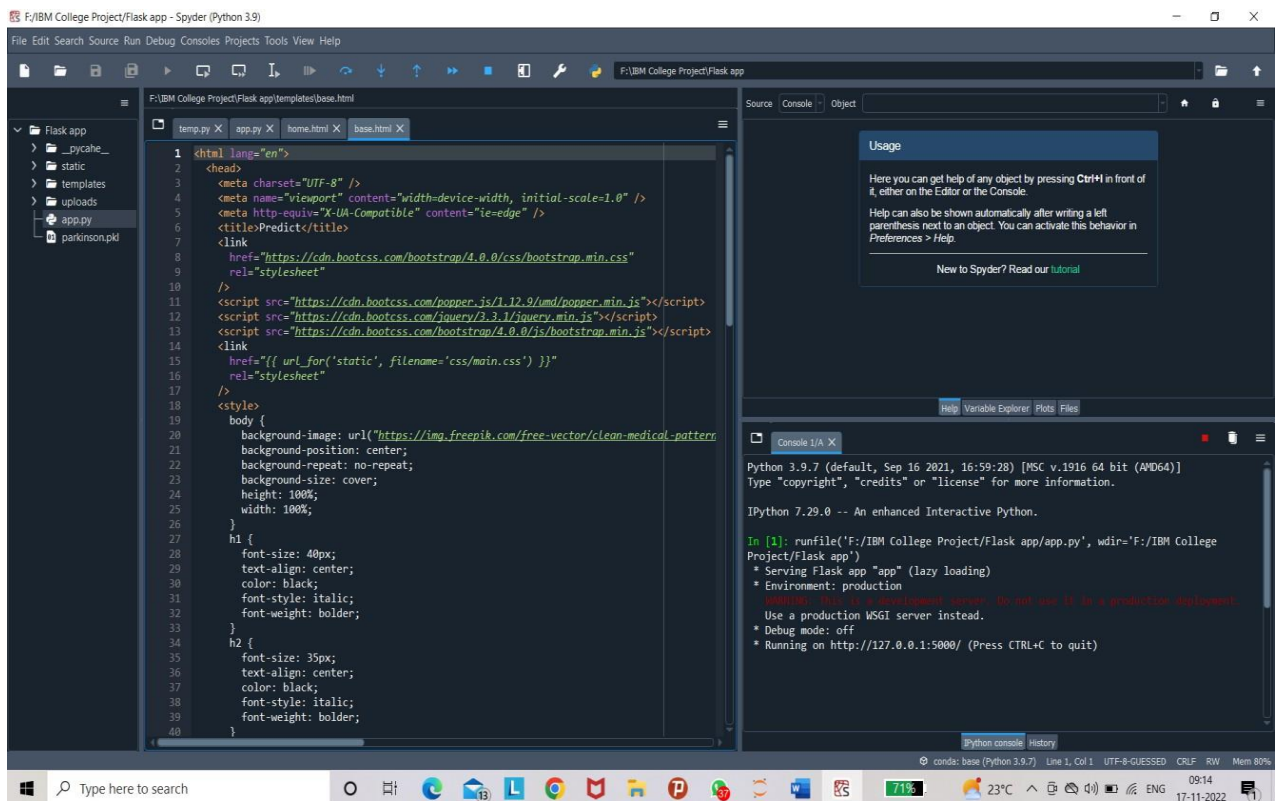 F:/IBM College Project/Flask app - Spyder (Python 3.9)
File Edit Search Source Run Debug Consoles Projects Tools View Help
F:\IBM College Project\Flask app
F:\IBM College Project\Flask app\templates\base.html
temp.py X app.py X home.html X base.html X
Flask app
_pycahe_
static
templates
uploads
app.py
parkinson.pkl
1 <html lang="en">
2 <head>
3 <meta charset="UTF-8" />
4 <meta name="viewport" content="width=device-width, initial-scale=1.0" />
5 <meta http-equiv="X-UA-Compatible" content="ie=edge" />
6 <title>Predict</title>
7 <link
8 href="https://cdn.bootcss.com/bootstrap/4.0.0/css/bootstrap.min.css"
9 rel="stylesheet"
10 />
11 <script src="https://cdn.bootcss.com/popper.js/1.12.9/umd/popper.min.js"></script>
12 <script src="https://cdn.bootcss.com/jquery/3.3.1/jquery.min.js"></script>
13 <script src="https://cdn.bootcss.com/bootstrap/4.0.0/js/bootstrap.min.js"></script>
14 <link
15 href="{{ url_for('static', filename='css/main.css') }}"
16 rel="stylesheet"
17 />
18 <style>
19 body {
20 background-image: url("https://img.freepik.com/free-vector/clean-medical-pattern
21 background-position: center;
22 background-repeat: no-repeat;
23 background-size: cover;
24 height: 100%;
25 width: 100%;
26 }
27 h1 {
28 font-size: 40px;
29 text-align: center;
30 color: black;
31 font-style: italic;
32 font-weight: bolder;
33 }
34 h2 {
35 font-size: 35px;
36 text-align: center;
37 color: black;
38 font-style: italic;
39 font-weight: bolder;
40 }
Source Console Object
Usage
Here you can get help of any object by pressing Ctrl+I in front of
it, either on the Editor or the Console.
Help can also be shown automatically after writing a left
parenthesis next to an object. You can activate this behavior in
Preferences > Help.
New to Spyder? Read our tutorial
Help Variable Explorer Plots Files
Console 1/A X
Python 3.9.7 (default, Sep 16 2021, 16:59:28) [MSC v.1916 64 bit (AMD64)]
Type "copyright", "credits" or "license" for more information.
IPython 7.29.0 -- An enhanced Interactive Python.
In [1]: runfile('F:/IBM College Project/Flask app/app.py', wdir='F:/IBM College
Project/Flask app')
* Serving Flask app "app" (lazy loading)
* Environment: production
WARNING: This is a development server. Do not use it in a production deployment.
Use a production WSGI server instead.
* Debug mode: off
* Running on http://127.0.0.1:5000/ (Press CTRL+C to quit)
IPython console History
conda: base (Python 3.9.7) Line 1, Col 1 UTF-8-GUESSED CRLF RW Mem 80%
Type here to search
13
L
37
71%
23°C
ENG
09:14
17-11-2022
1